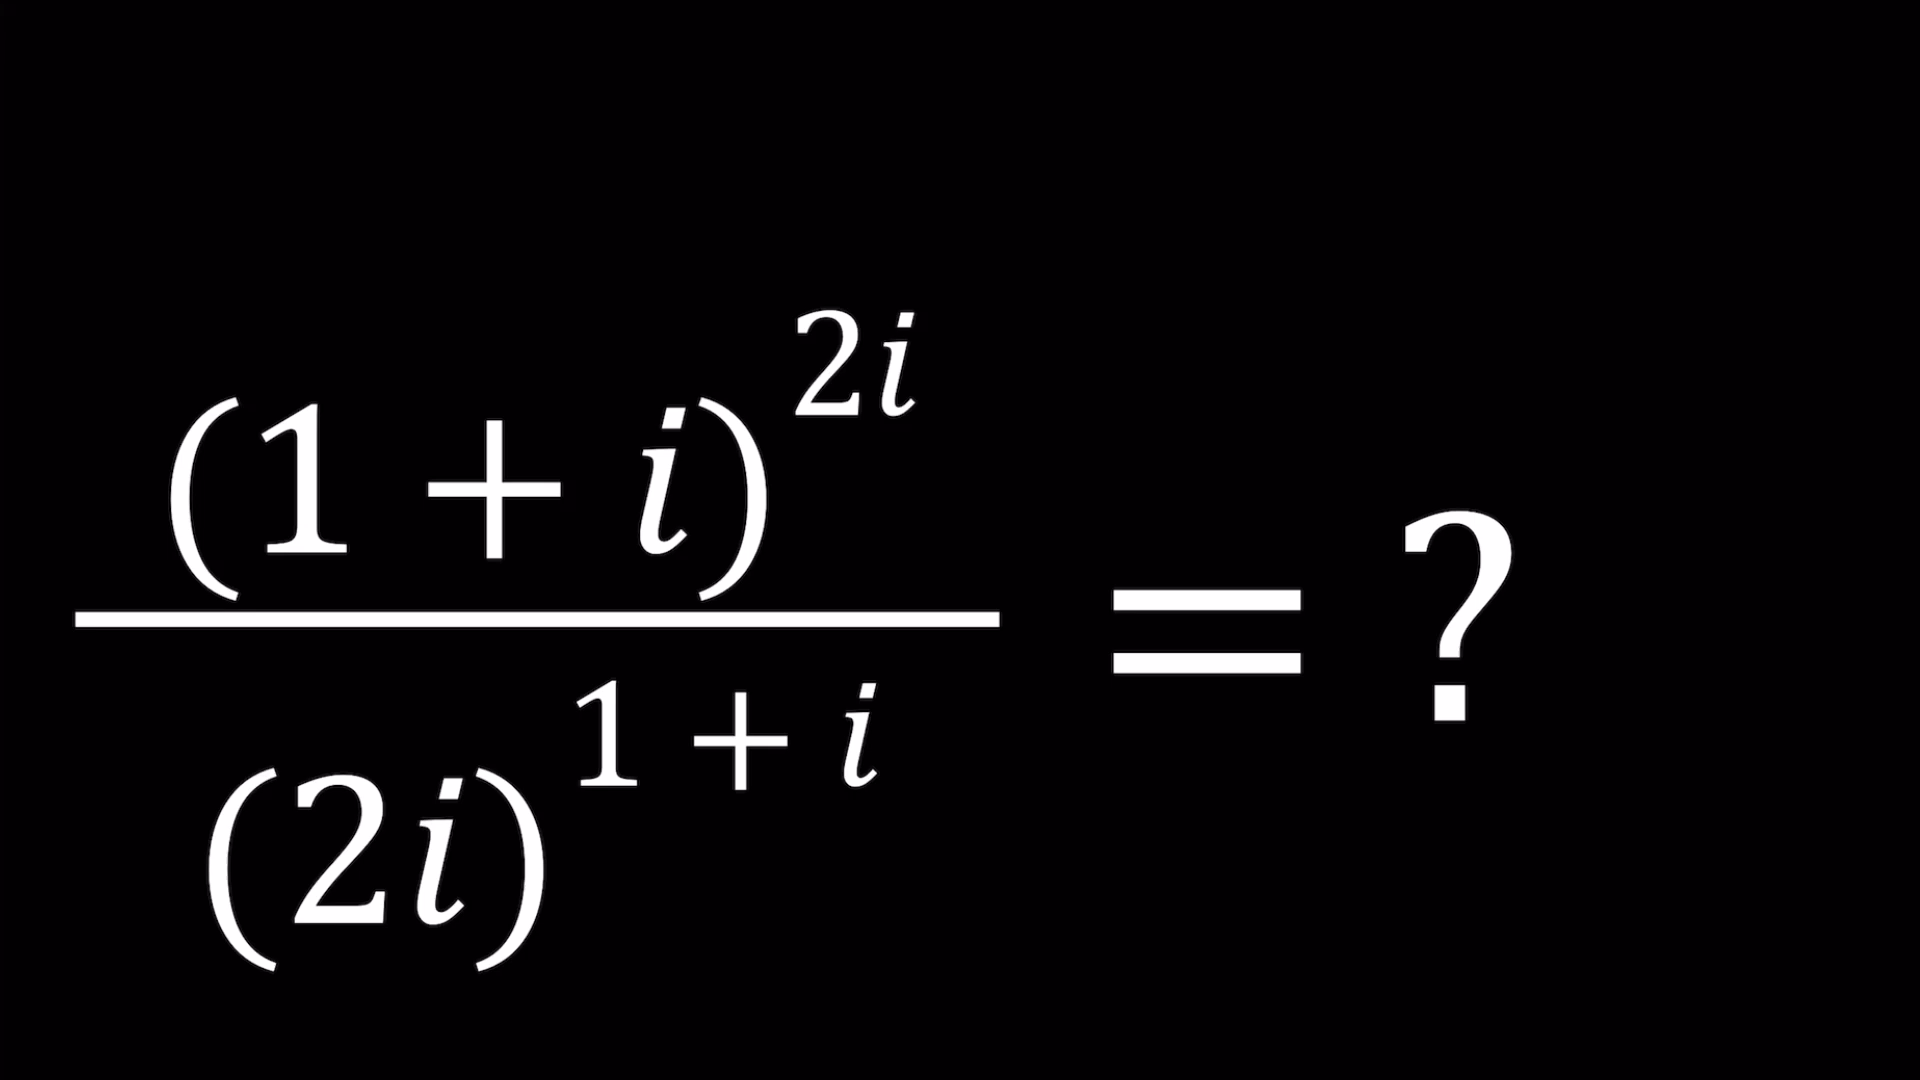 (1 + i)^{2i} / (2i)^{1 + i} = ?